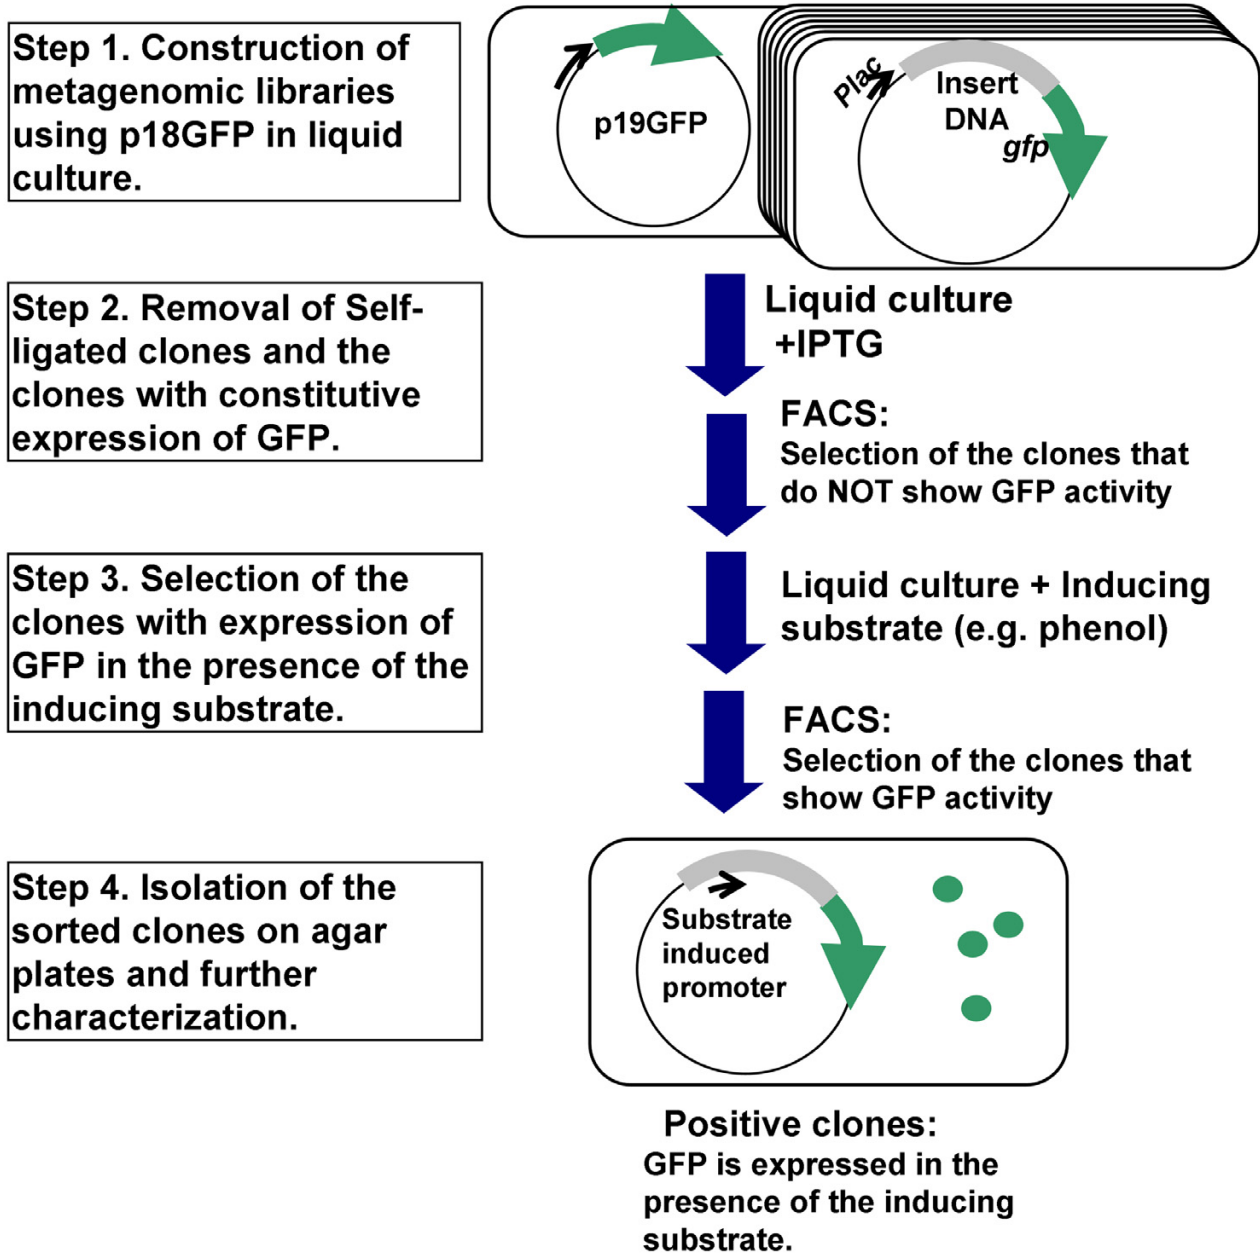 Step 1. Construction of
metagenomic libraries
using p18GFP in liquid
culture.
p19GFP
Plac
Insert
DNA
gfp
Step 2. Removal of Self-
ligated clones and the
clones with constitutive
expression of GFP.
Liquid culture
+IPTG
FACS:
Selection of the clones that
do NOT show GFP activity
Step 3. Selection of the
clones with expression of
GFP in the presence of the
inducing substrate.
Liquid culture + Inducing
substrate (e.g. phenol)
FACS:
Selection of the clones that
show GFP activity
Step 4. Isolation of the
sorted clones on agar
plates and further
characterization.
Substrate
induced
promoter
Positive clones:
GFP is expressed in the
presence of the inducing
substrate.